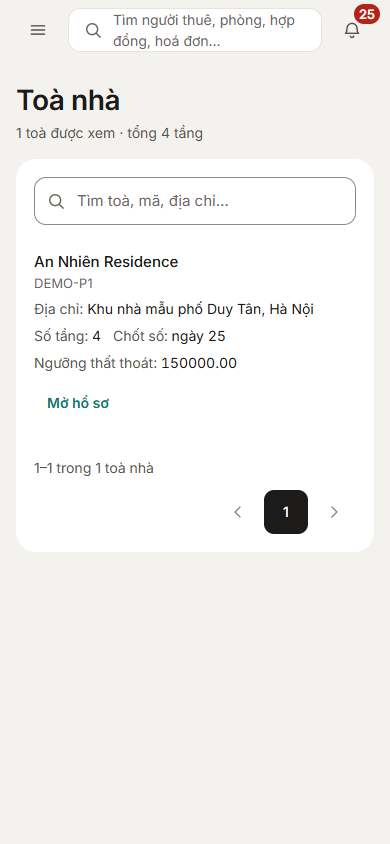 Tìm người thuê, phòng, hợp
đồng, hoá đơn...
25
Toà nhà
1 toà được xem · tổng 4 tầng
Tìm toà, mã, địa chỉ...
An Nhiên Residence
DEMO-P1
Địa chỉ: Khu nhà mẫu phố Duy Tân, Hà Nội
Số tầng: 4 Chốt số: ngày 25
Ngưỡng thất thoát: 150000.00
Mở hồ sơ
1–1 trong 1 toà nhà
1